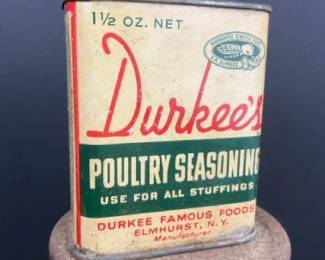 1½ OZ. NET
Durkee's
POULTRY SEASONING
USE FOR ALL STUFFINGS
DURKEE FAMOUS FOODS
ELMHURST, N.Y.
Manufacturer